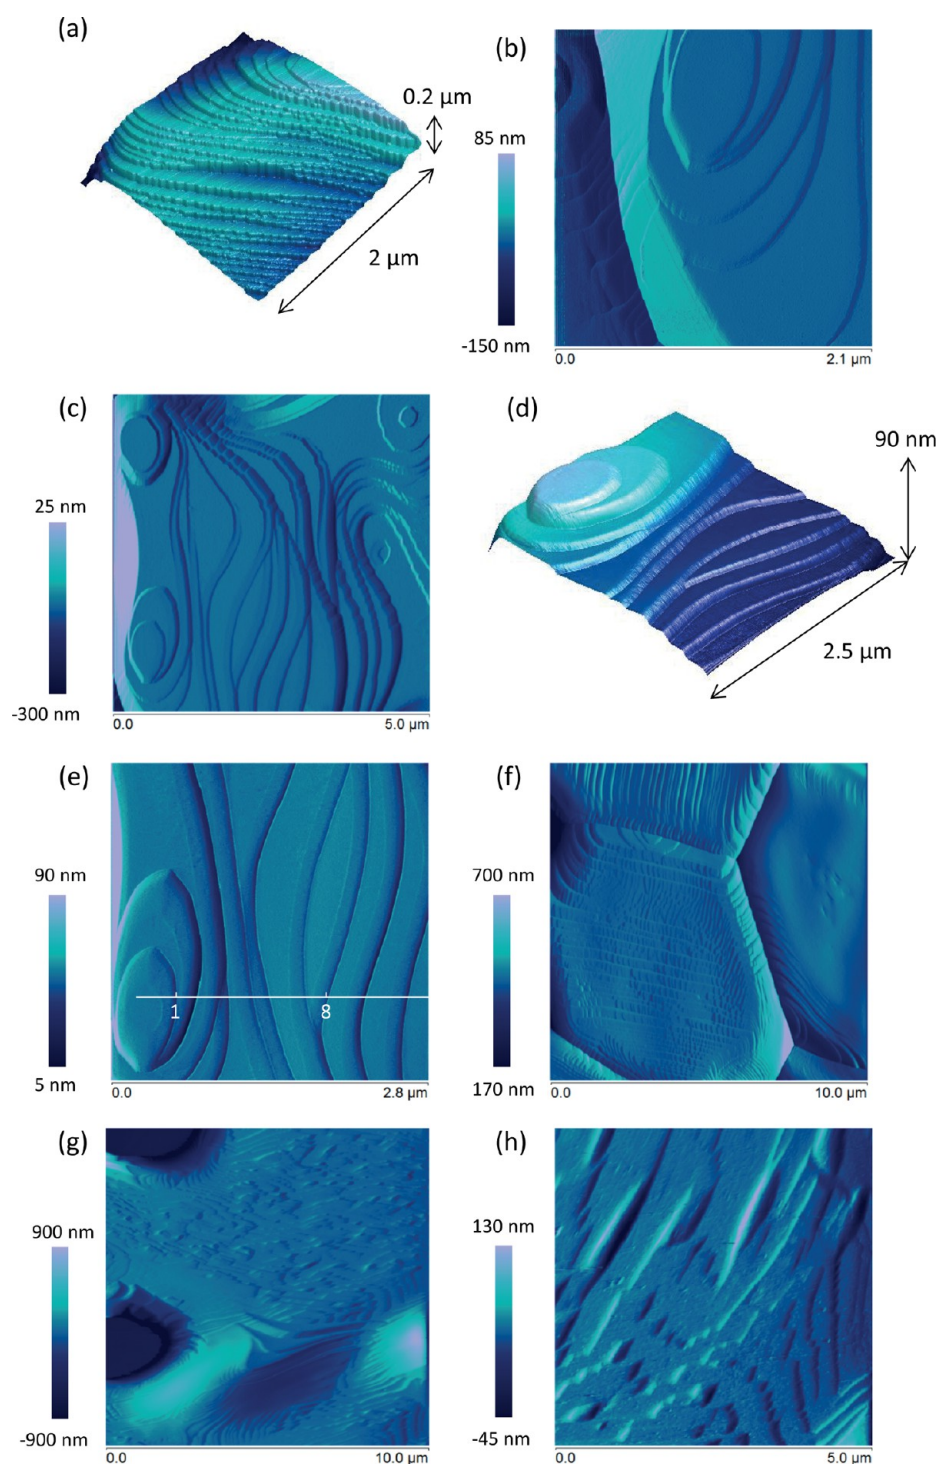 (a)
0.2 µm
2 µm
(b)
85 nm
-150 nm
0.0 2.1 µm
(c)
25 nm
-300 nm
0.0 5.0 µm
(d)
90 nm
2.5 µm
(e)
90 nm
5 nm
1 8
0.0 2.8 µm
(f)
700 nm
170 nm
0.0 10.0 µm
(g)
900 nm
-900 nm
0.0 10.0 µm
(h)
130 nm
-45 nm
0.0 5.0 µm